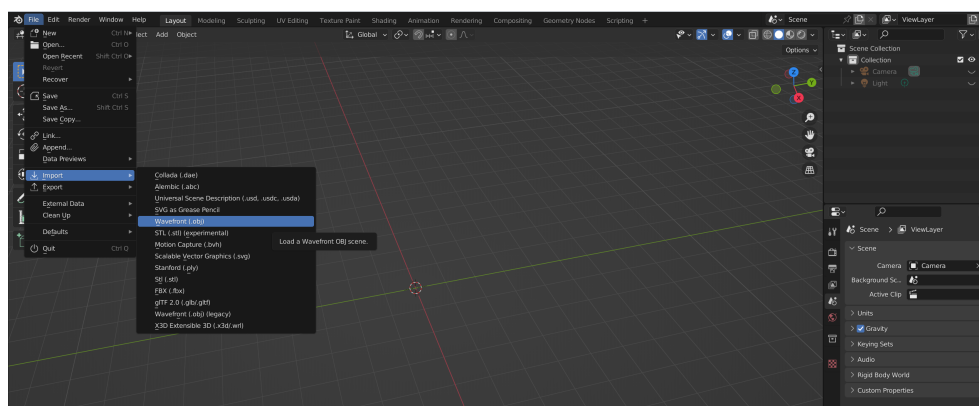 File Edit Render Window Help Layout Modeling Sculpting UV Editing Texture Paint Shading Animation Rendering Compositing Geometry Nodes Scripting + Scene ViewLayer
New Ctrl N
lect Add Object
Global
Open... Ctrl O
Options
Scene Collection
Open Recent Shift Ctrl O
Collection
Revert
Camera
Recover
Light
Save Ctrl S
Save As... Shift Ctrl S
Save Copy...
Link...
Append...
Data Previews
Import
Export
External Data
Clean Up
Defaults
Quit Ctrl Q
Collada (.dae)
Alembic (.abc)
Universal Scene Description (.usd, .usdc, .usda)
SVG as Grease Pencil
Wavefront (.obj)
STL (.stl) (experimental)
Motion Capture (.bvh)
Scalable Vector Graphics (.svg)
Stanford (.ply)
Stl (.stl)
FBX (.fbx)
glTF 2.0 (.glb/.gltf)
Wavefront (.obj) (legacy)
X3D Extensible 3D (.x3d/.wrl)
Load a Wavefront OBJ scene.
Z
Y
X
Scene > ViewLayer
Scene
Camera Camera
Background Sc..
Active Clip
Units
Gravity
Keying Sets
Audio
Rigid Body World
Custom Properties